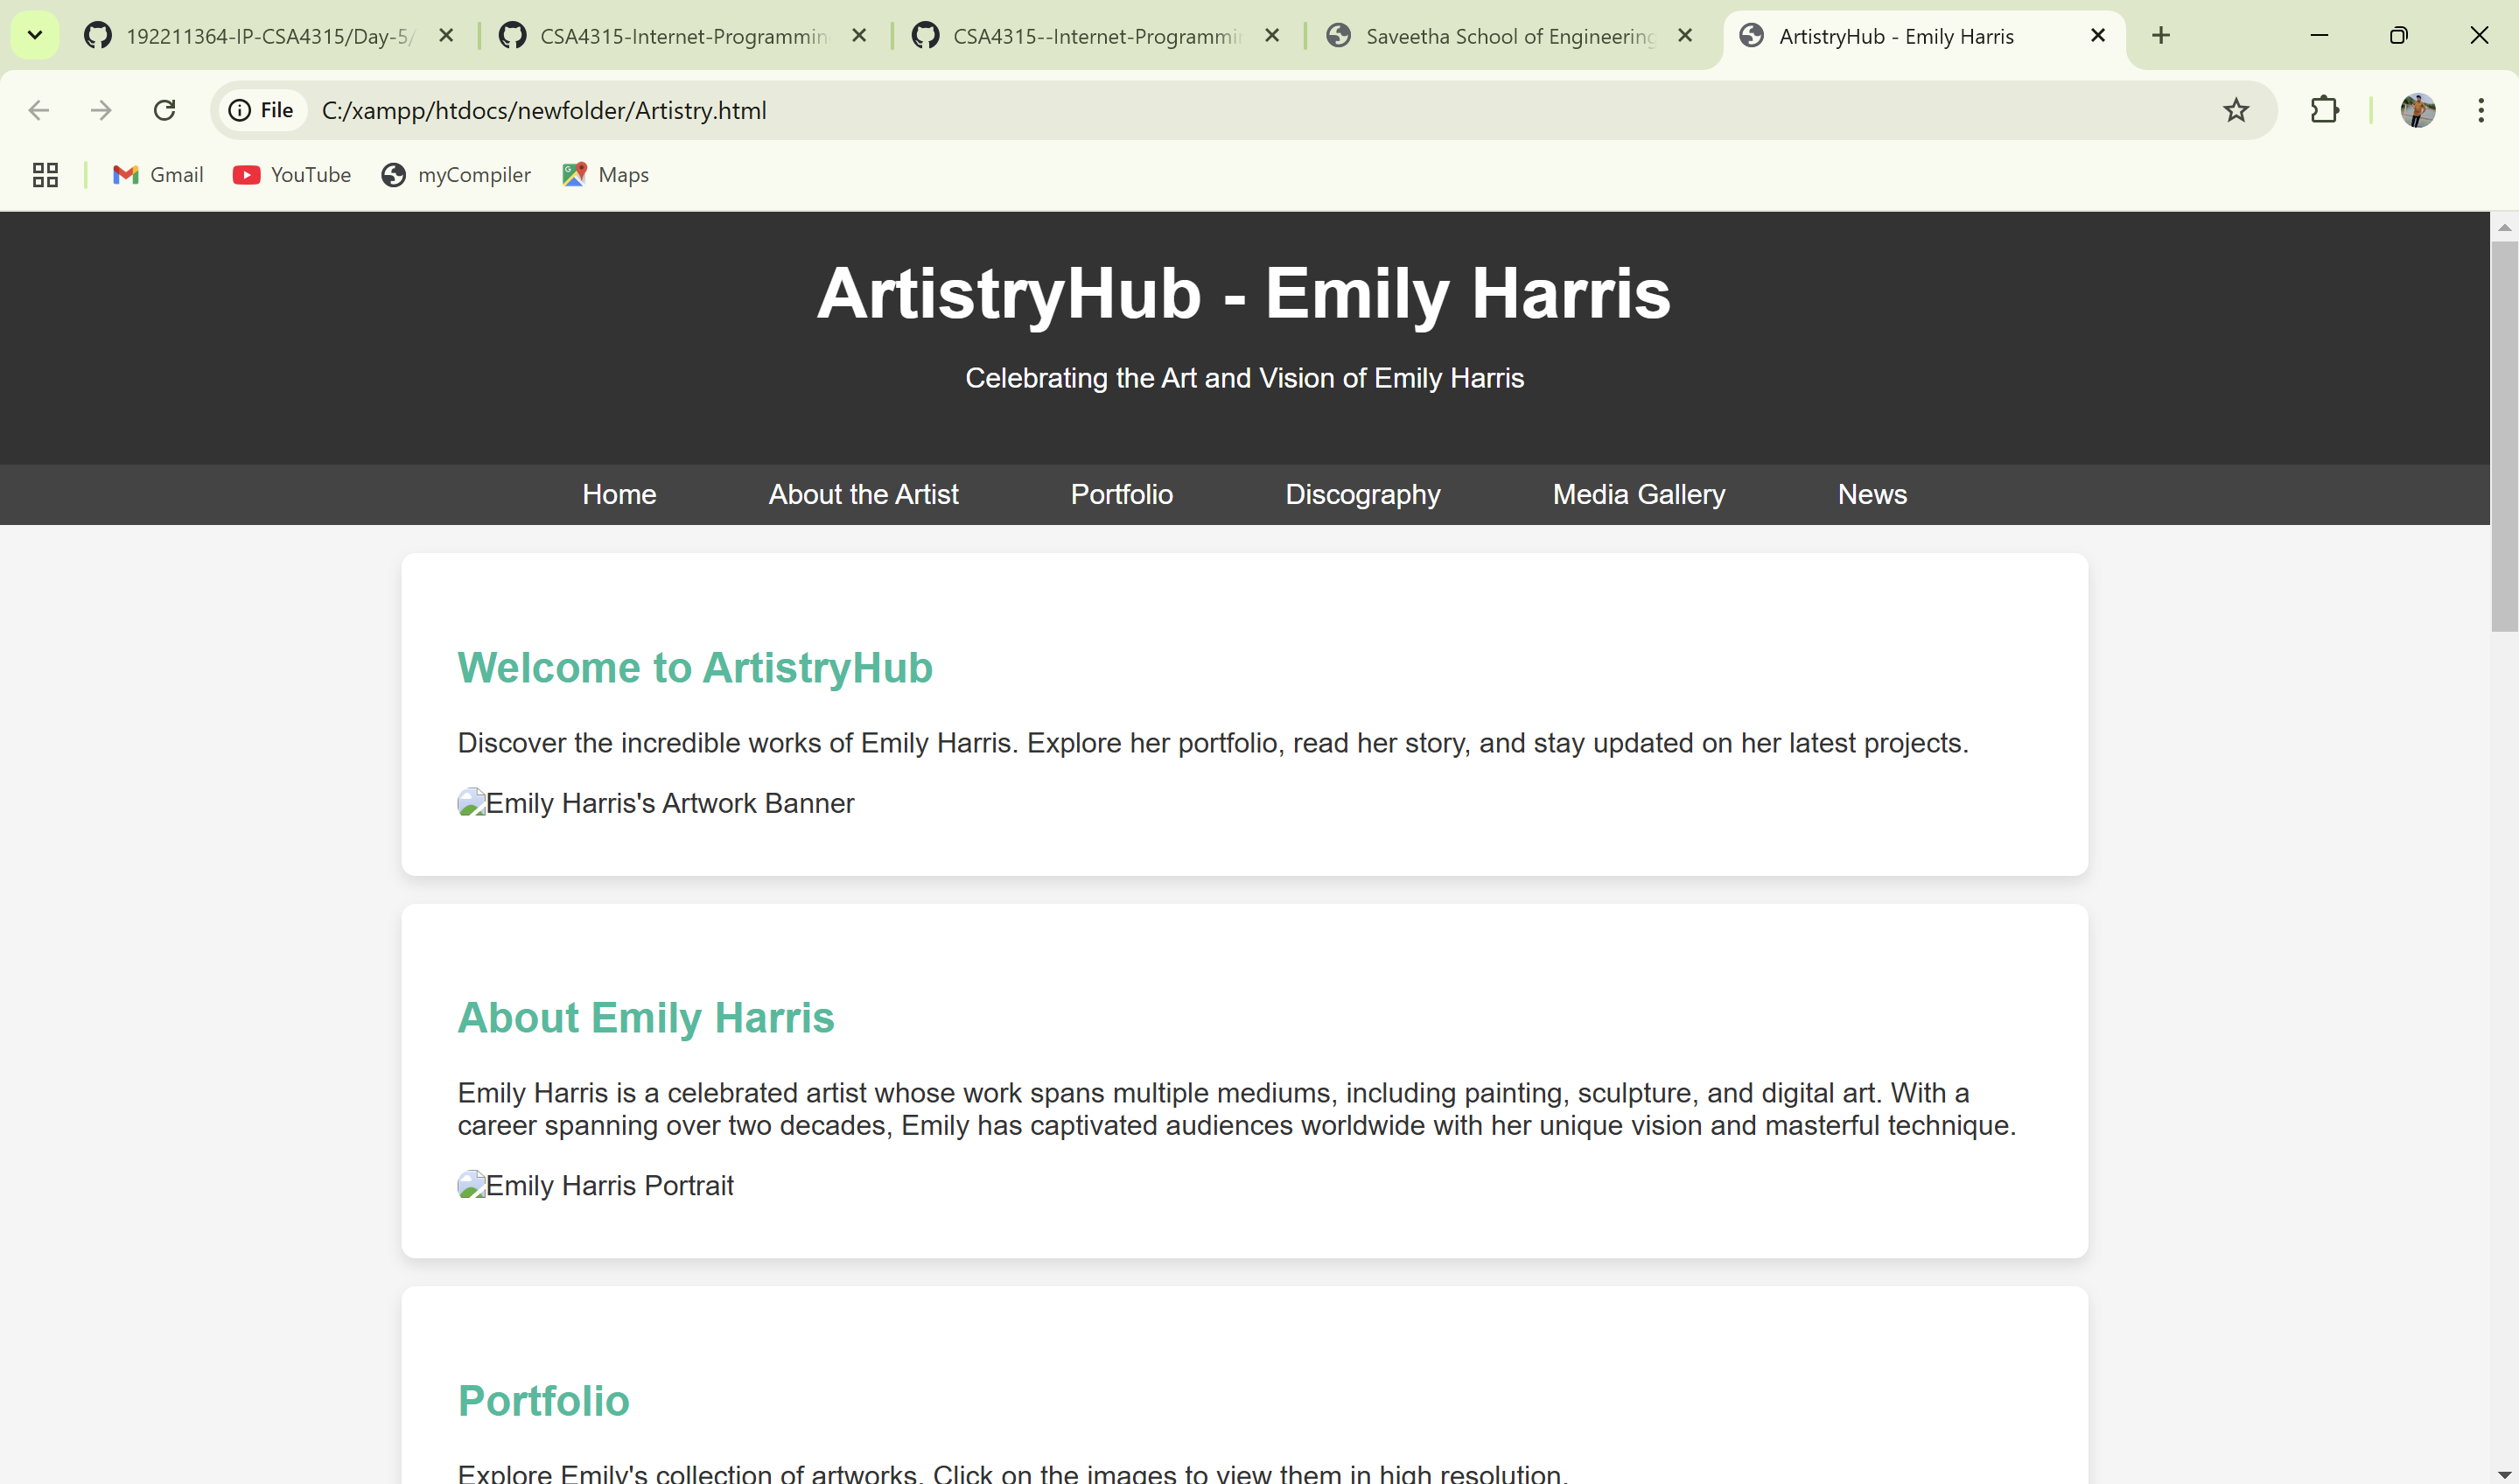 192211364-IP-CSA4315/Day-5/
CSA4315-Internet-Programmin
CSA4315--Internet-Programmi
Saveetha School of Engineering
ArtistryHub - Emily Harris
File C:/xampp/htdocs/newfolder/Artistry.html
Gmail YouTube myCompiler Maps
ArtistryHub - Emily Harris
Celebrating the Art and Vision of Emily Harris
Home About the Artist Portfolio Discography Media Gallery News
Welcome to ArtistryHub
Discover the incredible works of Emily Harris. Explore her portfolio, read her story, and stay updated on her latest projects.
Emily Harris's Artwork Banner
About Emily Harris
Emily Harris is a celebrated artist whose work spans multiple mediums, including painting, sculpture, and digital art. With a
career spanning over two decades, Emily has captivated audiences worldwide with her unique vision and masterful technique.
Emily Harris Portrait
Portfolio
Explore Emily's collection of artworks. Click on the images to view them in high resolution.